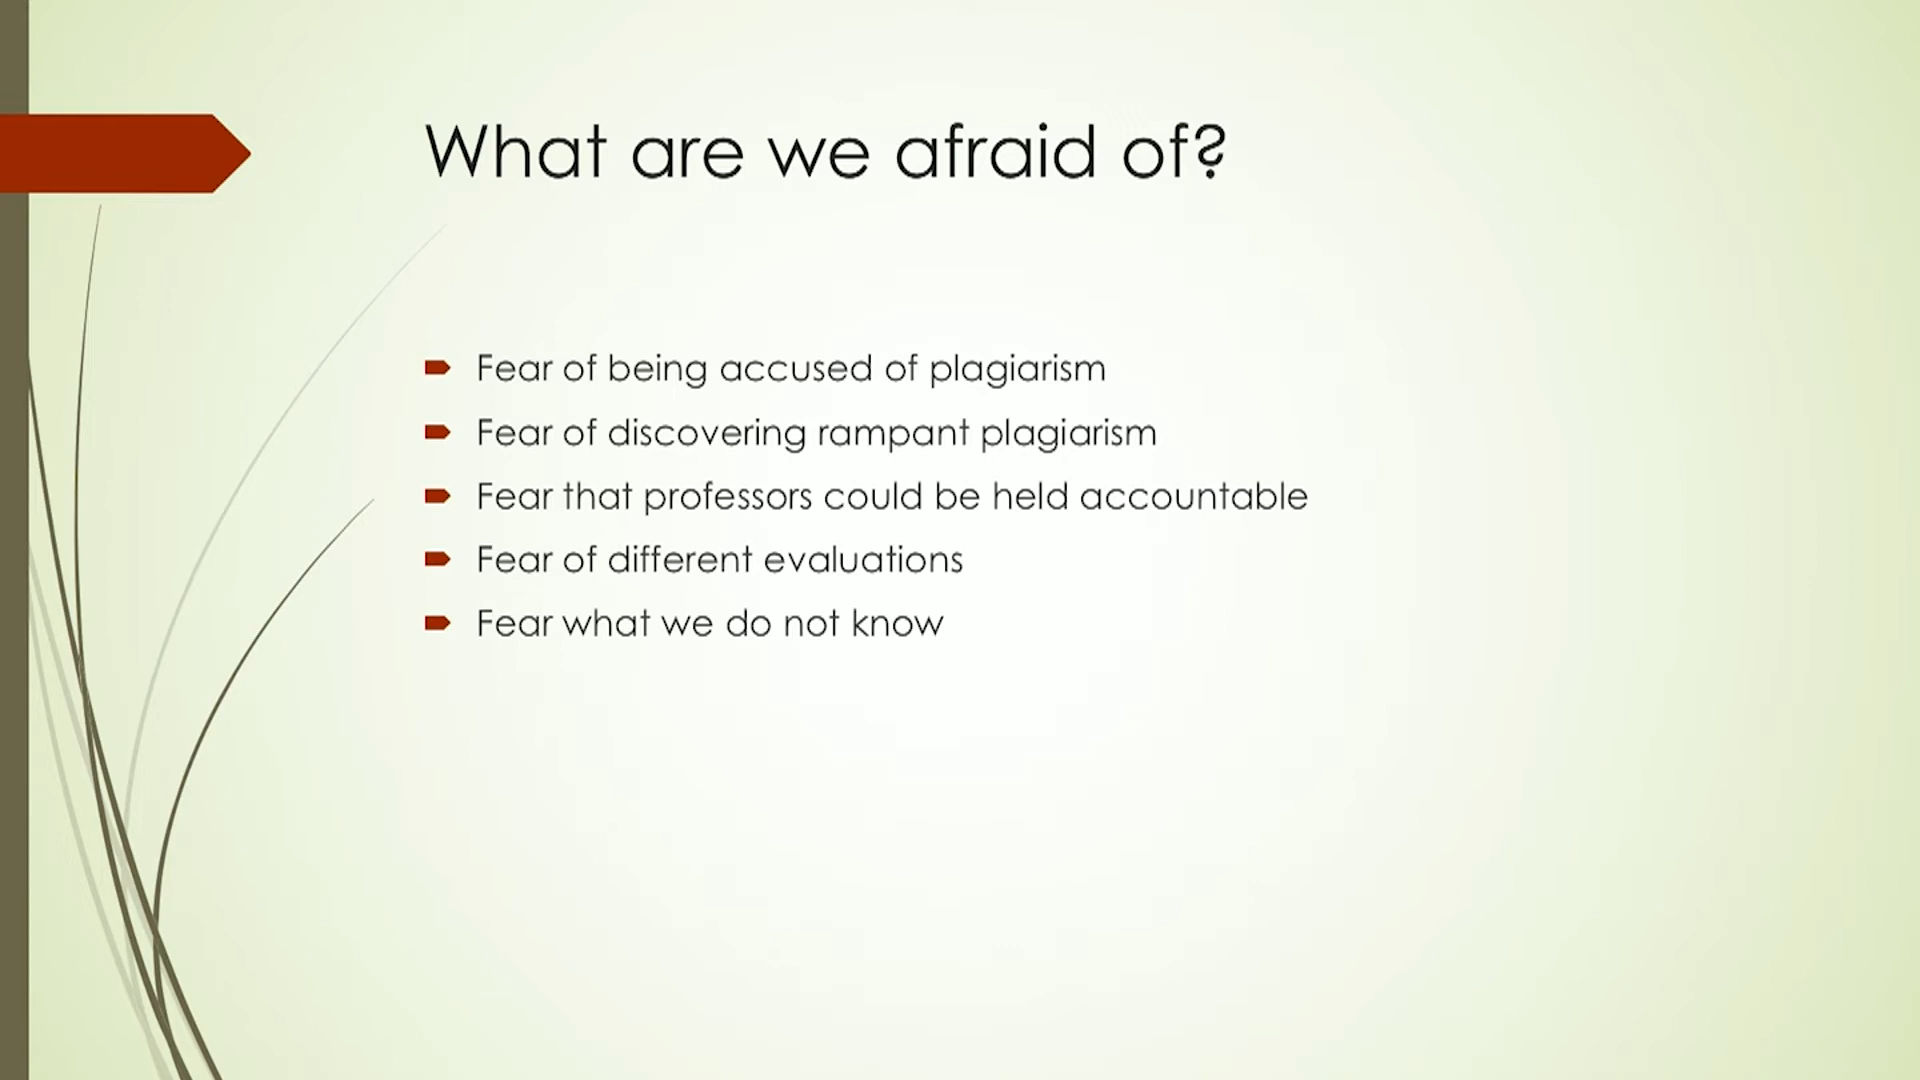 What are we afraid of?
Fear of being accused of plagiarism
Fear of discovering rampant plagiarism
Fear that professors could be held accountable
Fear of different evaluations
Fear what we do not know